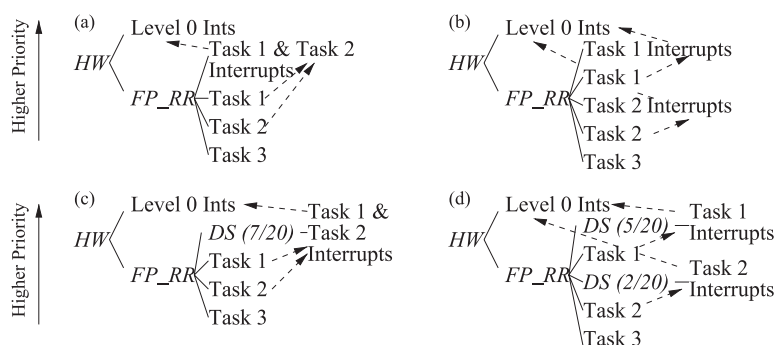 (a)
Level 0 Ints
Task 1 & Task 2
Interrupts
HW
FP_RR
Task 1
Task 2
Task 3
Higher Priority
(b)
Level 0 Ints
Task 1 Interrupts
HW
Task 1
FP_RR
Task 2 Interrupts
Task 2
Task 3
(c)
Level 0 Ints
Task 1 &
DS (7/20)
Task 2
Interrupts
HW
Task 1
FP_RR
Task 2
Task 3
Higher Priority
(d)
Level 0 Ints
Task 1
Interrupts
DS (5/20)
HW
Task 1
Task 2
Interrupts
FP_RR
DS (2/20)
Task 2
Task 3